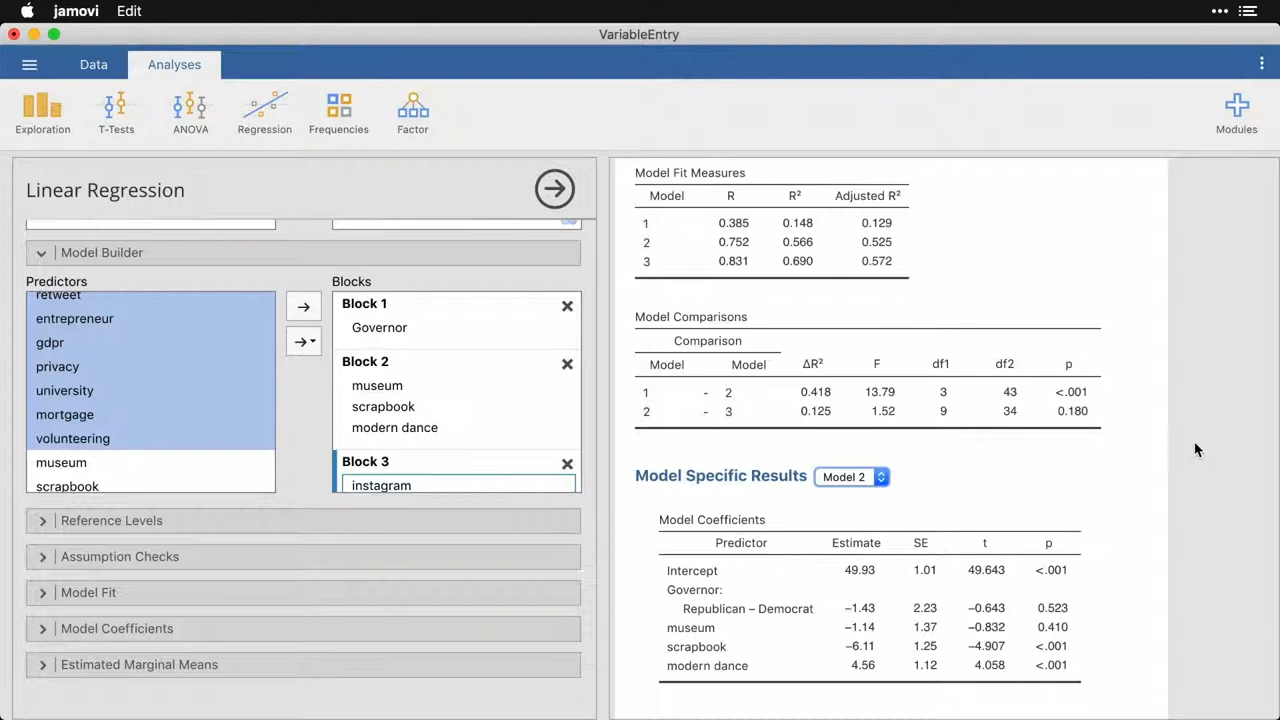 jamovi Edit
VariableEntry
Data Analyses
Exploration T-Tests ANOVA Regression Frequencies Factor Modules
Linear Regression
Model Builder
Predictors
retweet
entrepreneur
gdpr
privacy
university
mortgage
volunteering
museum
scrapbook
Blocks
Block 1
Governor
Block 2
museum
scrapbook
modern dance
Block 3
instagram
Reference Levels
Assumption Checks
Model Fit
Model Coefficients
Estimated Marginal Means
Model Fit Measures
Model R R² Adjusted R²
1 0.385 0.148 0.129
2 0.752 0.566 0.525
3 0.831 0.690 0.572
Model Comparisons
Comparison
Model Model ΔR² F df1 df2 p
1 - 2 0.418 13.79 3 43 <.001
2 - 3 0.125 1.52 9 34 0.180
Model Specific Results Model 2
Model Coefficients
Predictor Estimate SE t p
Intercept 49.93 1.01 49.643 <.001
Governor:
Republican – Democrat −1.43 2.23 −0.643 0.523
museum −1.14 1.37 −0.832 0.410
scrapbook −6.11 1.25 −4.907 <.001
modern dance 4.56 1.12 4.058 <.001